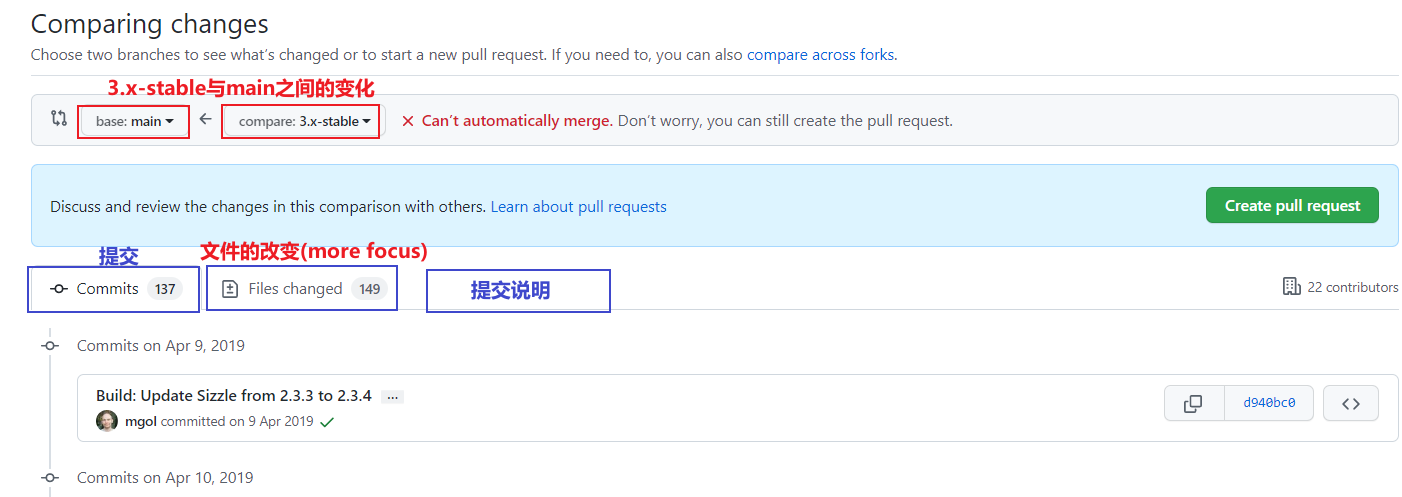 Comparing changes
Choose two branches to see what's changed or to start a new pull request. If you need to, you can also compare across forks.
3.x-stable与main之间的变化
base: main compare: 3.x-stable Can't automatically merge. Don't worry, you can still create the pull request.
Discuss and review the changes in this comparison with others. Learn about pull requests Create pull request
提交 文件的改变(more focus)
Commits 137 Files changed 149 提交说明 22 contributors
Commits on Apr 9, 2019
Build: Update Sizzle from 2.3.3 to 2.3.4 ...
mgol committed on 9 Apr 2019 d940bc0
Commits on Apr 10, 2019